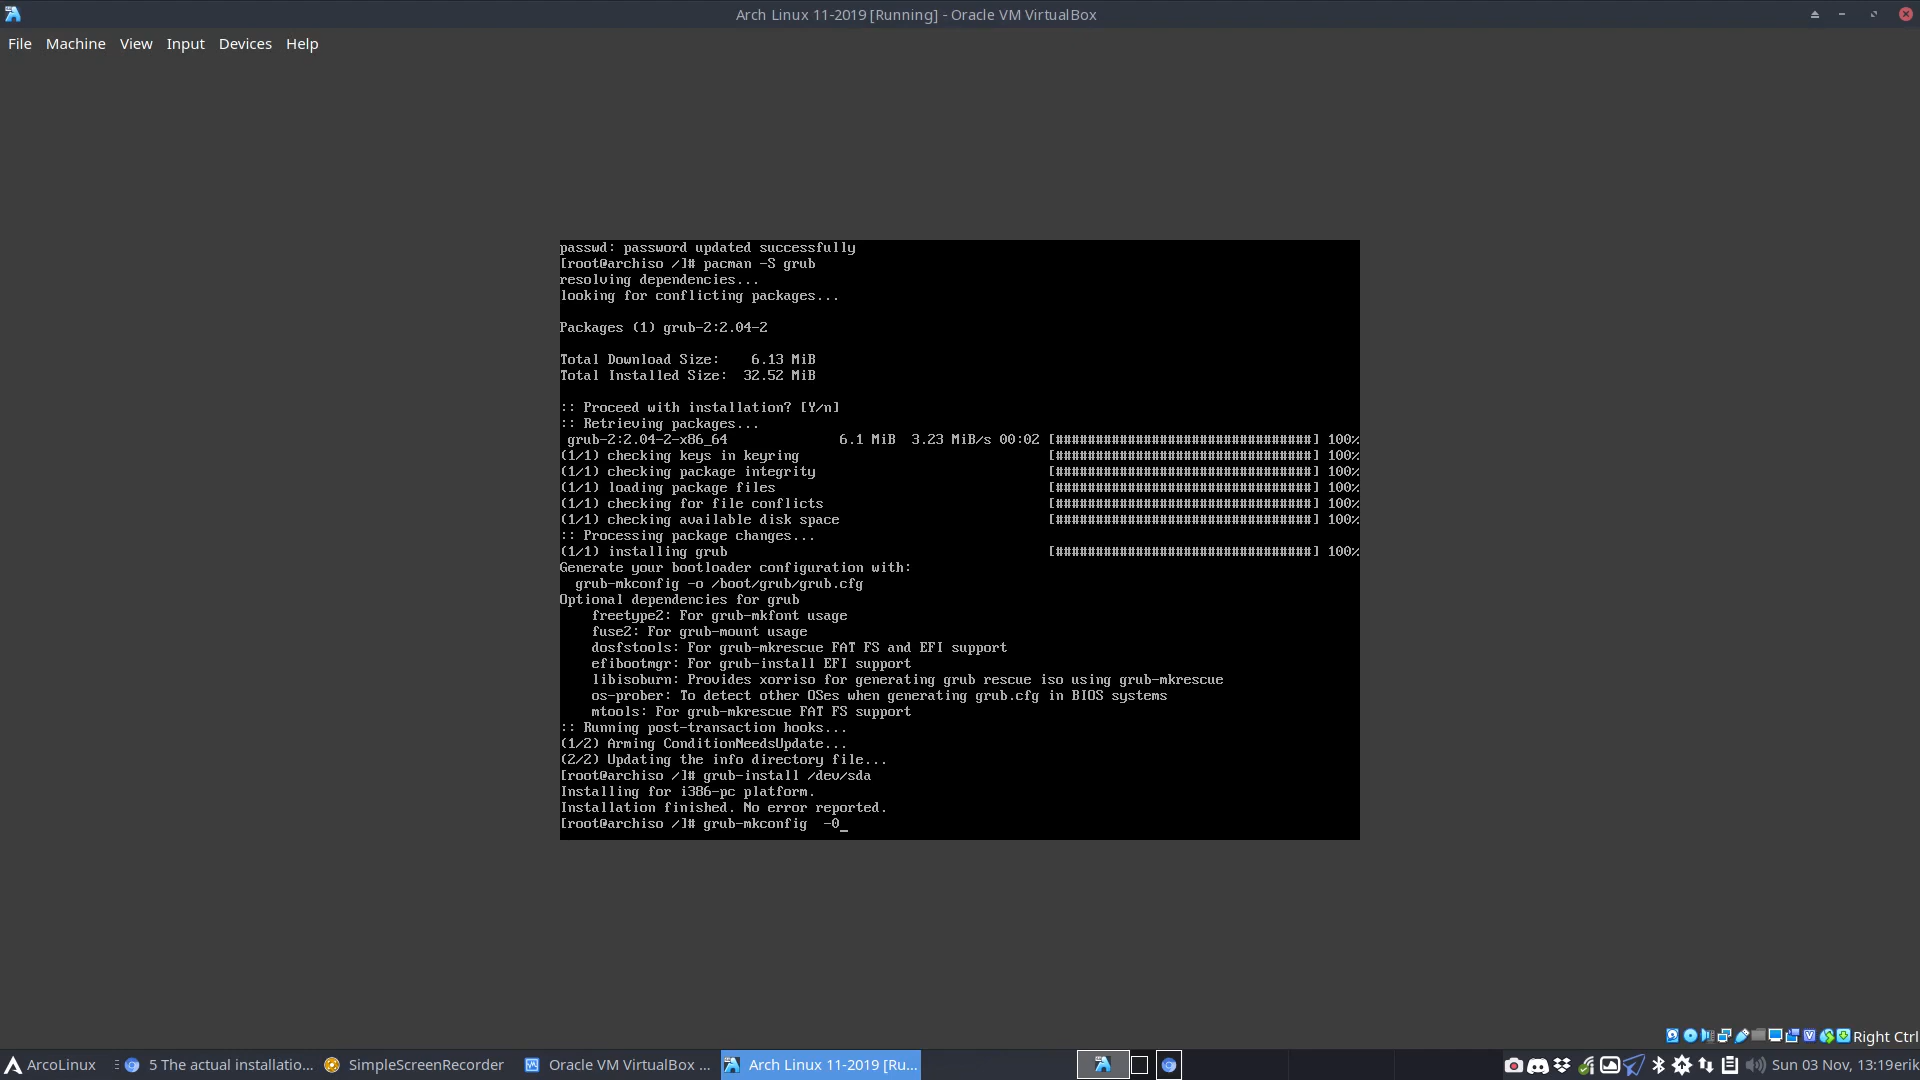 Arch Linux 11-2019 [Running] - Oracle VM VirtualBox
File Machine View Input Devices Help
passwd: password updated successfully
[root@archiso /]# pacman -S grub
resolving dependencies...
looking for conflicting packages...
Packages (1) grub-2:2.04-2
Total Download Size:    6.13 MiB
Total Installed Size:  32.52 MiB
:: Proceed with installation? [Y/n]
:: Retrieving packages...
grub-2:2.04-2-x86_64 6.1 MiB 3.23 MiB/s 00:02 [################################] 100%
(1/1) checking keys in keyring [################################] 100%
(1/1) checking package integrity [################################] 100%
(1/1) loading package files [################################] 100%
(1/1) checking for file conflicts [################################] 100%
(1/1) checking available disk space [################################] 100%
:: Processing package changes...
(1/1) installing grub [################################] 100%
Generate your bootloader configuration with:
  grub-mkconfig -o /boot/grub/grub.cfg
Optional dependencies for grub
    freetype2: For grub-mkfont usage
    fuse2: For grub-mount usage
    dosfstools: For grub-mkrescue FAT FS and EFI support
    efibootmgr: For grub-install EFI support
    libisoburn: Provides xorriso for generating grub rescue iso using grub-mkrescue
    os-prober: To detect other OSes when generating grub.cfg in BIOS systems
    mtools: For grub-mkrescue FAT FS support
:: Running post-transaction hooks...
(1/2) Arming ConditionNeedsUpdate...
(2/2) Updating the info directory file...
[root@archiso /]# grub-install /dev/sda
Installing for i386-pc platform.
Installation finished. No error reported.
[root@archiso /]# grub-mkconfig  -0_
Right Ctrl
ArcoLinux 5 The actual installatio... SimpleScreenRecorder Oracle VM VirtualBox ... Arch Linux 11-2019 [Ru... Sun 03 Nov, 13:19 erik